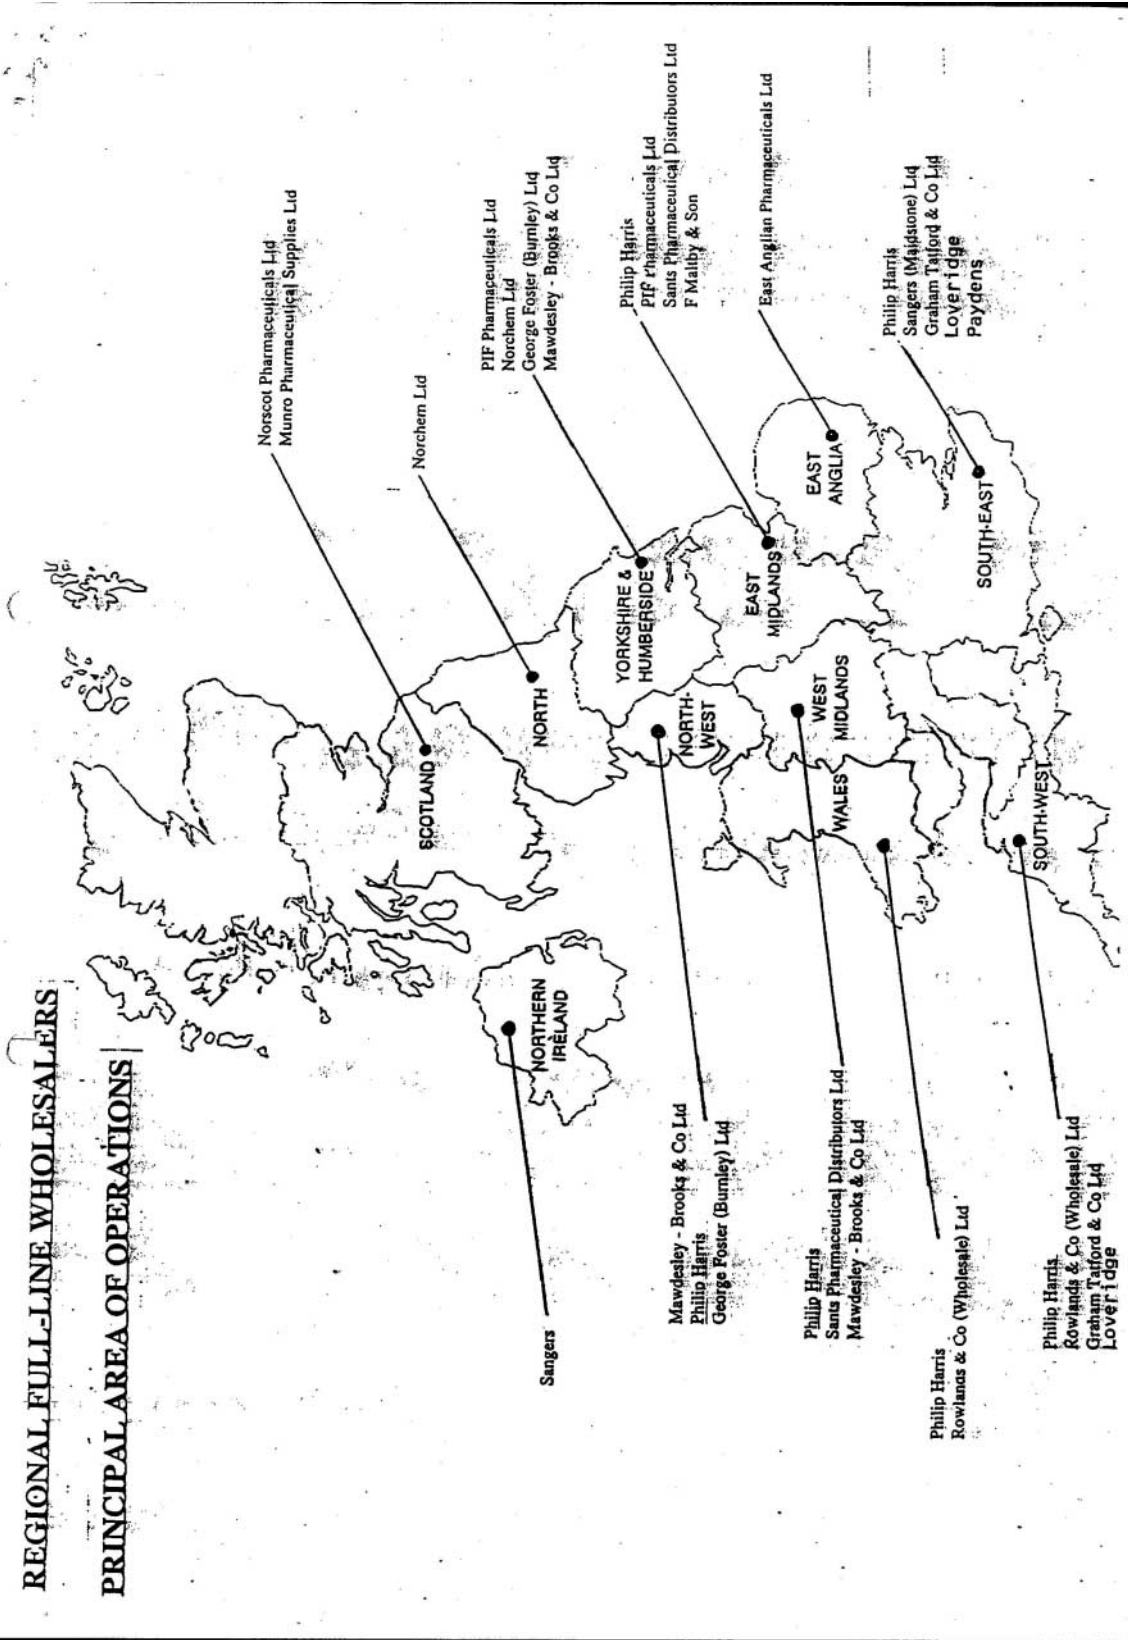 REGIONAL FULL-LINE WHOLESALERS
PRINCIPAL AREA OF OPERATIONS
Norscot Pharmaceuticals Ltd
Munro Pharmaceutical Supplies Ltd
Norchem Ltd
PIF Pharmaceuticals Ltd
Norchem Ltd
George Foster (Burnley) Ltd
Mawdesley - Brooks & Co Ltd
Philip Harris
PIF Pharmaceuticals Ltd
Sants Pharmaceutical Distributors Ltd
F Maltby & Son
East Anglian Pharmaceuticals Ltd
Philip Harris
Sangers (Maidstone) Ltd
Graham Tatford & Co Ltd
Loveridge
Paydens
SCOTLAND
NORTH
YORKSHIRE &
HUMBERSIDE
NORTH-
WEST
EAST
MIDLANDS
WEST
MIDLANDS
EAST
ANGLIA
WALES
SOUTH-EAST
SOUTH-WEST
NORTHERN
IRELAND
Sangers
Mawdesley - Brooks & Co Ltd
Philip Harris
George Foster (Burnley) Ltd
Philip Harris
Sants Pharmaceutical Distributors Ltd
Mawdesley - Brooks & Co Ltd
Philip Harris
Rowlands & Co (Wholesale) Ltd
Philip Harris
Rowlands & Co (Wholesale) Ltd
Graham Tatford & Co Ltd
Loveridge